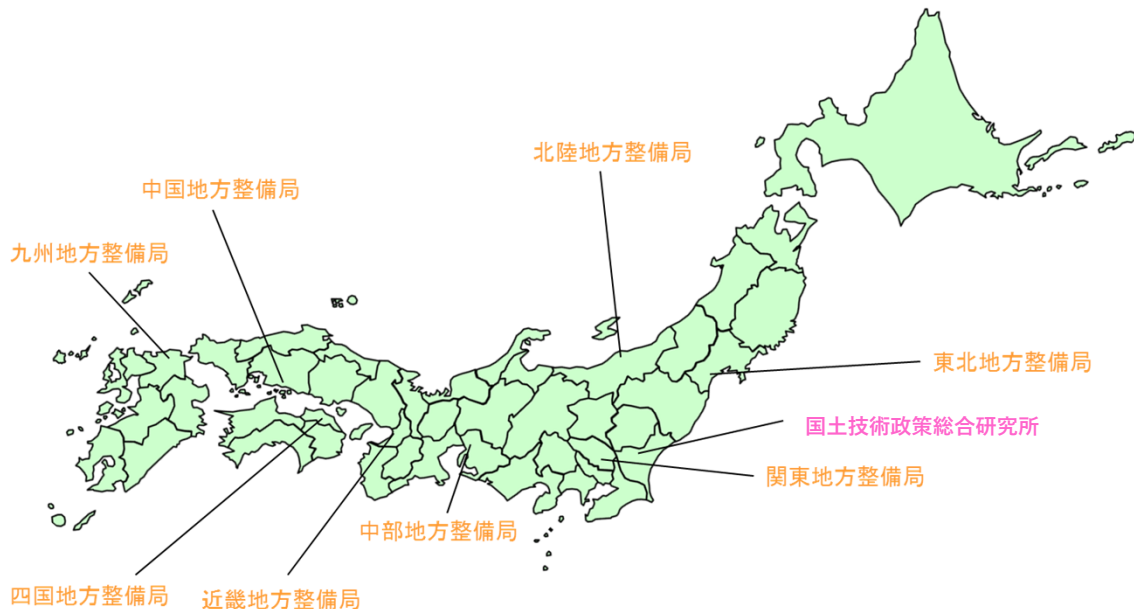 北陸地方整備局
中国地方整備局
九州地方整備局
東北地方整備局
国土技術政策総合研究所
関東地方整備局
中部地方整備局
四国地方整備局
近畿地方整備局